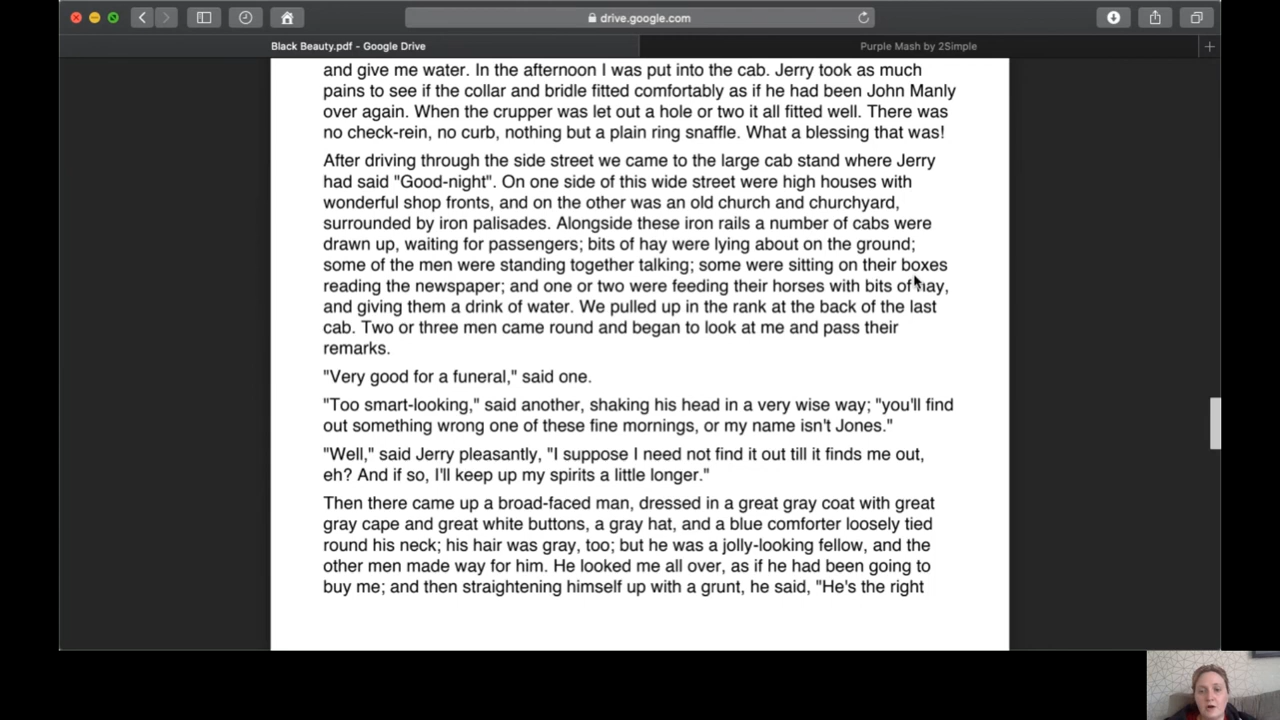 drive.google.com
Black Beauty.pdf - Google Drive
Purple Mash by 2Simple
and give me water. In the afternoon I was put into the cab. Jerry took as much
pains to see if the collar and bridle fitted comfortably as if he had been John Manly
over again. When the crupper was let out a hole or two it all fitted well. There was
no check-rein, no curb, nothing but a plain ring snaffle. What a blessing that was!
After driving through the side street we came to the large cab stand where Jerry
had said "Good-night". On one side of this wide street were high houses with
wonderful shop fronts, and on the other was an old church and churchyard,
surrounded by iron palisades. Alongside these iron rails a number of cabs were
drawn up, waiting for passengers; bits of hay were lying about on the ground;
some of the men were standing together talking; some were sitting on their boxes
reading the newspaper; and one or two were feeding their horses with bits of hay,
and giving them a drink of water. We pulled up in the rank at the back of the last
cab. Two or three men came round and began to look at me and pass their
remarks.
"Very good for a funeral," said one.
"Too smart-looking," said another, shaking his head in a very wise way; "you'll find
out something wrong one of these fine mornings, or my name isn't Jones."
"Well," said Jerry pleasantly, "I suppose I need not find it out till it finds me out,
eh? And if so, I'll keep up my spirits a little longer."
Then there came up a broad-faced man, dressed in a great gray coat with great
gray cape and great white buttons, a gray hat, and a blue comforter loosely tied
round his neck; his hair was gray, too; but he was a jolly-looking fellow, and the
other men made way for him. He looked me all over, as if he had been going to
buy me; and then straightening himself up with a grunt, he said, "He's the right